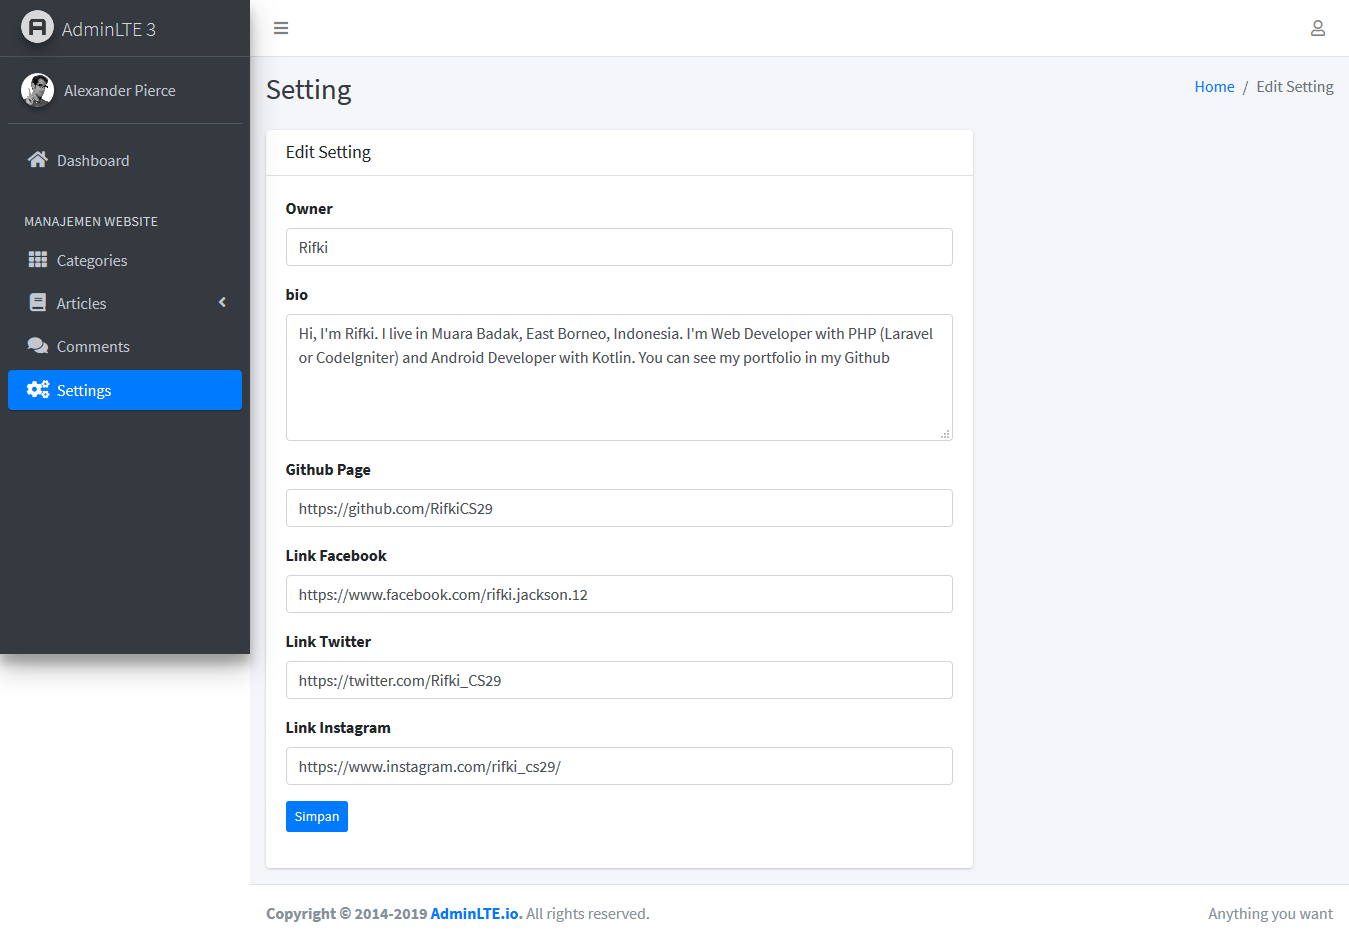 AdminLTE 3
Alexander Pierce
Dashboard
MANAJEMEN WEBSITE
Categories
Articles
Comments
Settings
Setting
Home / Edit Setting
Edit Setting
Owner
Rifki
bio
Hi, I'm Rifki. I live in Muara Badak, East Borneo, Indonesia. I'm Web Developer with PHP (Laravel
or CodeIgniter) and Android Developer with Kotlin. You can see my portfolio in my Github
Github Page
https://github.com/RifkiCS29
Link Facebook
https://www.facebook.com/rifki.jackson.12
Link Twitter
https://twitter.com/Rifki_CS29
Link Instagram
https://www.instagram.com/rifki_cs29/
Simpan
Copyright © 2014-2019 AdminLTE.io. All rights reserved.
Anything you want